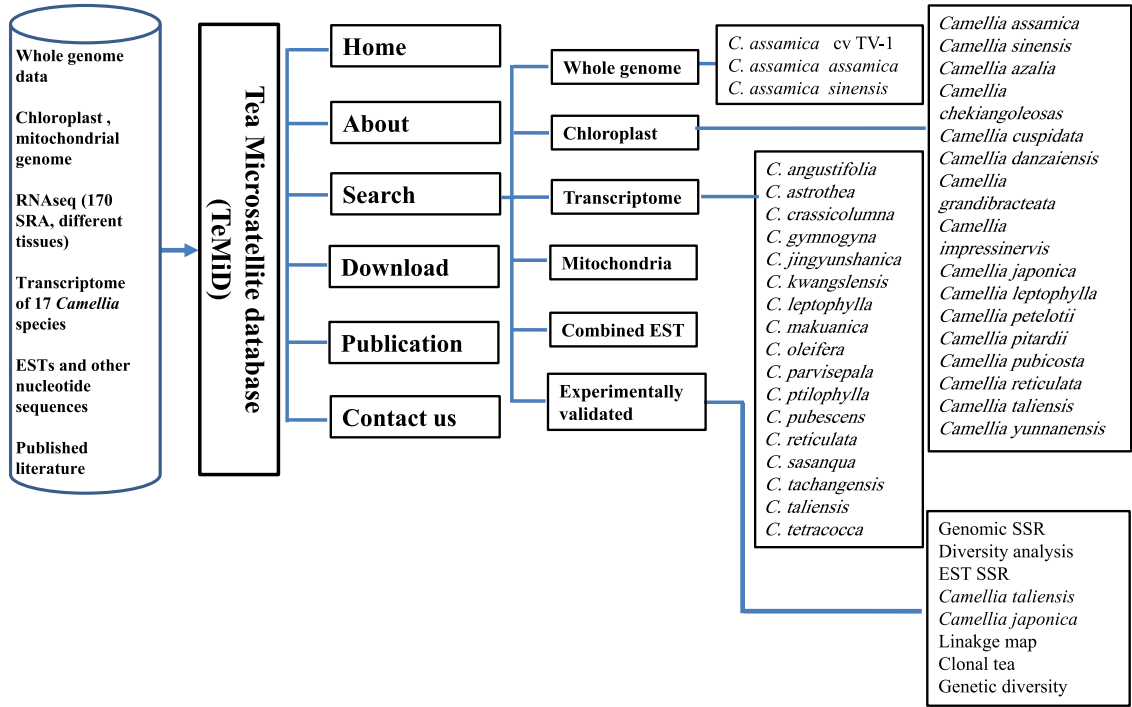 Whole genome
data
Chloroplast ,
mitochondrial
genome
RNAseq (170
SRA, different
tissues)
Transcriptome
of 17 Camellia
species
ESTs and other
nucleotide
sequences
Published
literature
Tea Microsatellite database
(TeMiD)
Home
About
Search
Download
Publication
Contact us
Whole genome
Chloroplast
Transcriptome
Mitochondria
Combined EST
Experimentally
validated
C. assamica cv TV-1
C. assamica assamica
C. assamica sinensis
C. angustifolia
C. astrothea
C. crassicolumna
C. gymnogyna
C. jingyunshanica
C. kwangslensis
C. leptophylla
C. makuanica
C. oleifera
C. parvisepala
C. ptilophylla
C. pubescens
C. reticulata
C. sasanqua
C. tachangensis
C. taliensis
C. tetracocca
Camellia assamica
Camellia sinensis
Camellia azalia
Camellia
chekiangoleosas
Camellia cuspidata
Camellia danzaiensis
Camellia
grandibracteata
Camellia
impressinervis
Camellia japonica
Camellia leptophylla
Camellia petelotii
Camellia pitardii
Camellia pubicosta
Camellia reticulata
Camellia taliensis
Camellia yunnanensis
Genomic SSR
Diversity analysis
EST SSR
Camellia taliensis
Camellia japonica
Linakge map
Clonal tea
Genetic diversity